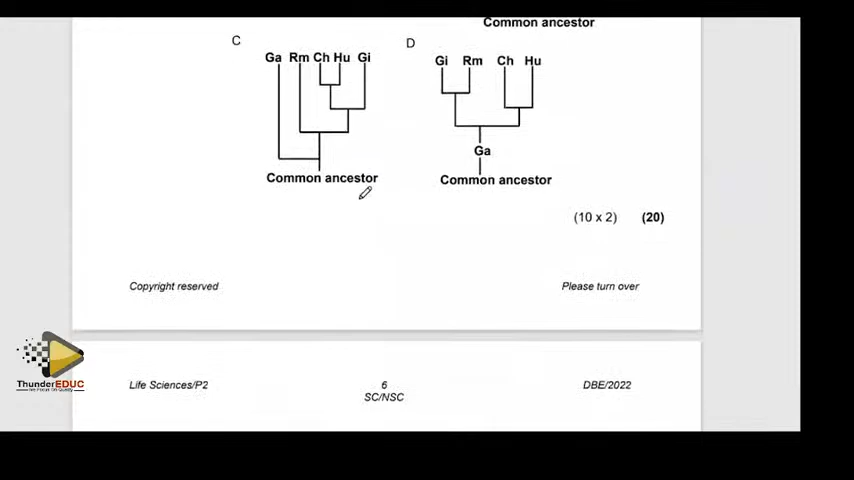 Common ancestor
C
Ga Rm Ch Hu Gi
Common ancestor
D
Gi Rm Ch Hu
Ga
Common ancestor
(10 x 2) (20)
Copyright reserved
Please turn over
ThunderEDUC
Life Sciences/P2
6
SC/NSC
DBE/2022